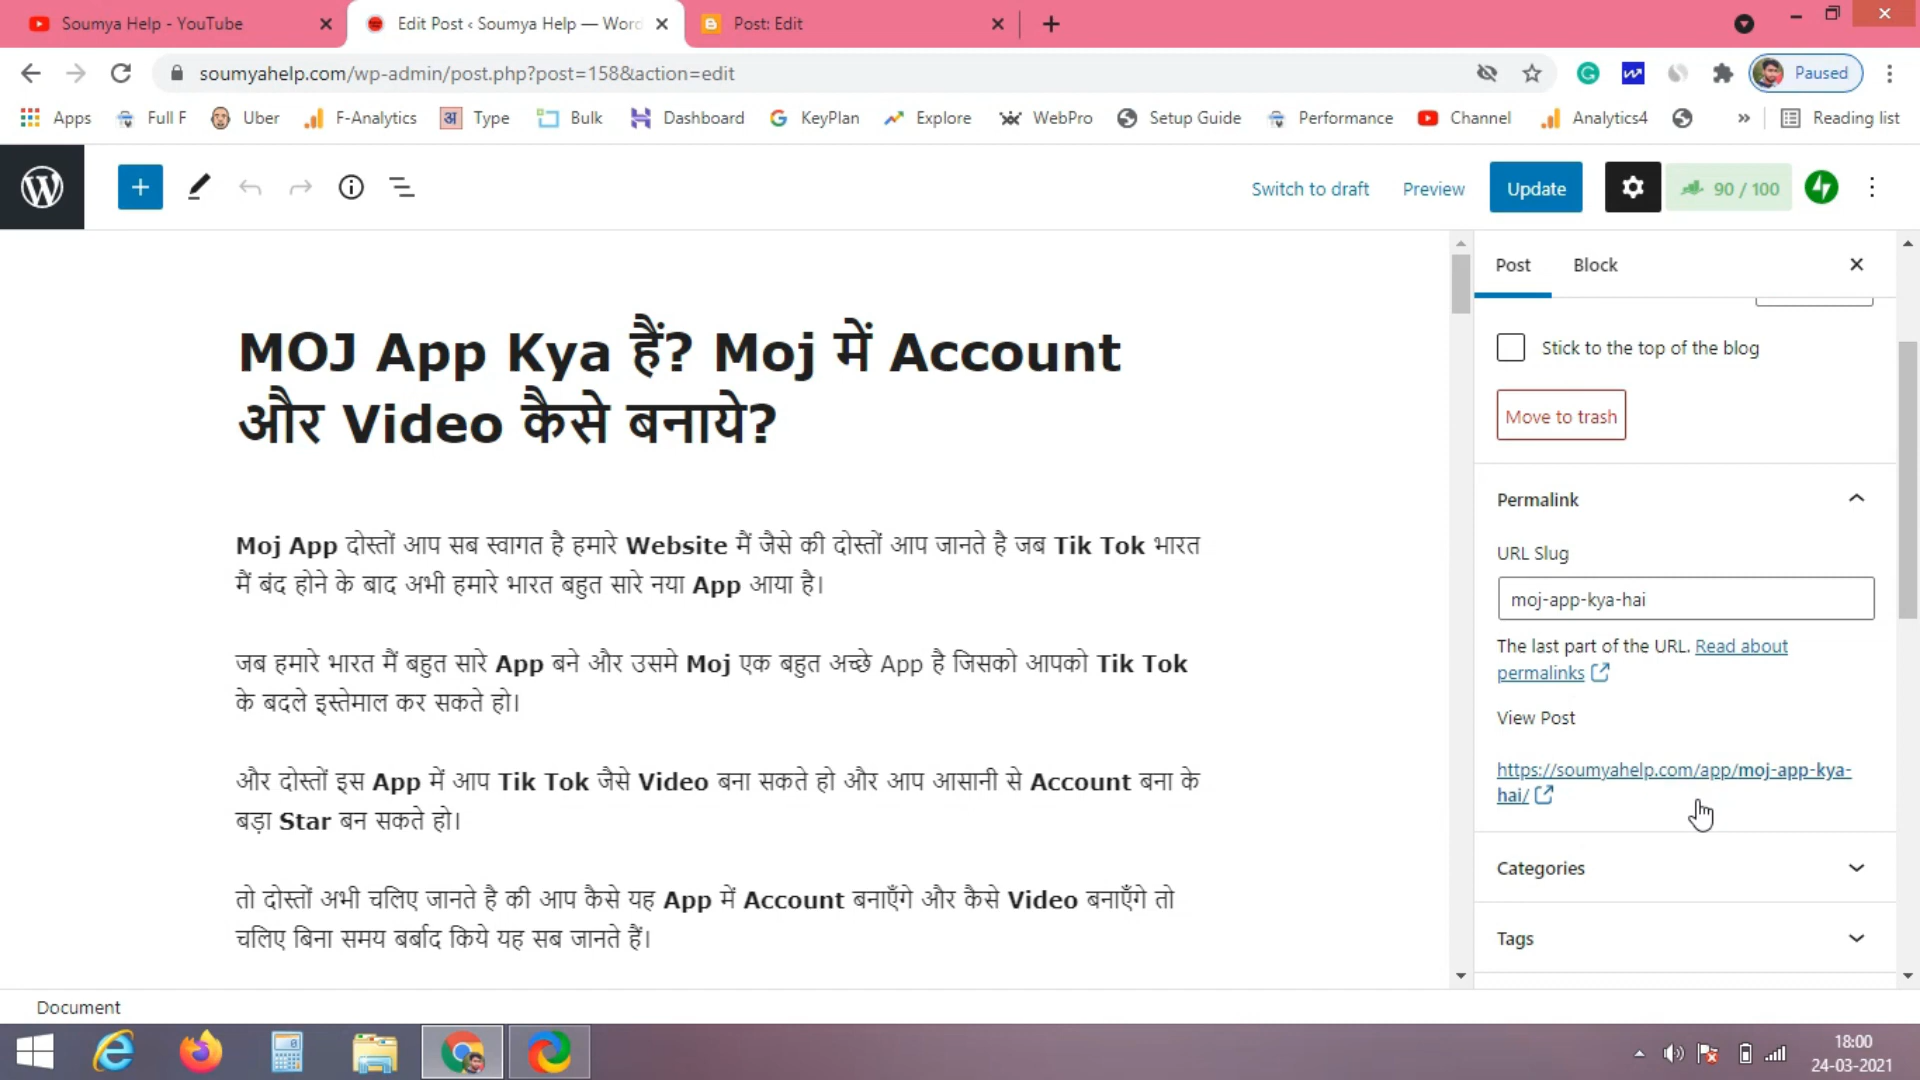 Soumya Help - YouTube
Edit Post ‹ Soumya Help — Word
Post: Edit
soumyahelp.com/wp-admin/post.php?post=158&action=edit
Paused
Apps
Full F
Uber
F-Analytics
अ
Type
Bulk
Dashboard
KeyPlan
Explore
WebPro
Setup Guide
Performance
Channel
Analytics4
»
Reading list
Switch to draft
Preview
Update
90 / 100
Post
Block
MOJ App Kya हैं? Moj में Account
और Video कैसे बनाये?
Stick to the top of the blog
Move to trash
Permalink
URL Slug
moj-app-kya-hai
The last part of the URL. Read about
permalinks
View Post
https://soumyahelp.com/app/moj-app-kya-
hai/
Categories
Tags
Moj App दोस्तों आप सब स्वागत है हमारे Website मैं जैसे की दोस्तों आप जानते है जब Tik Tok भारत
मैं बंद होने के बाद अभी हमारे भारत बहुत सारे नया App आया है।
जब हमारे भारत मैं बहुत सारे App बने और उसमे Moj एक बहुत अच्छे App है जिसको आपको Tik Tok
के बदले इस्तेमाल कर सकते हो।
और दोस्तों इस App में आप Tik Tok जैसे Video बना सकते हो और आप आसानी से Account बना के
बड़ा Star बन सकते हो।
तो दोस्तों अभी चलिए जानते है की आप कैसे यह App में Account बनाएँगे और कैसे Video बनाएँगे तो
चलिए बिना समय बर्बाद किये यह सब जानते हैं।
Document
18:00
24-03-2021